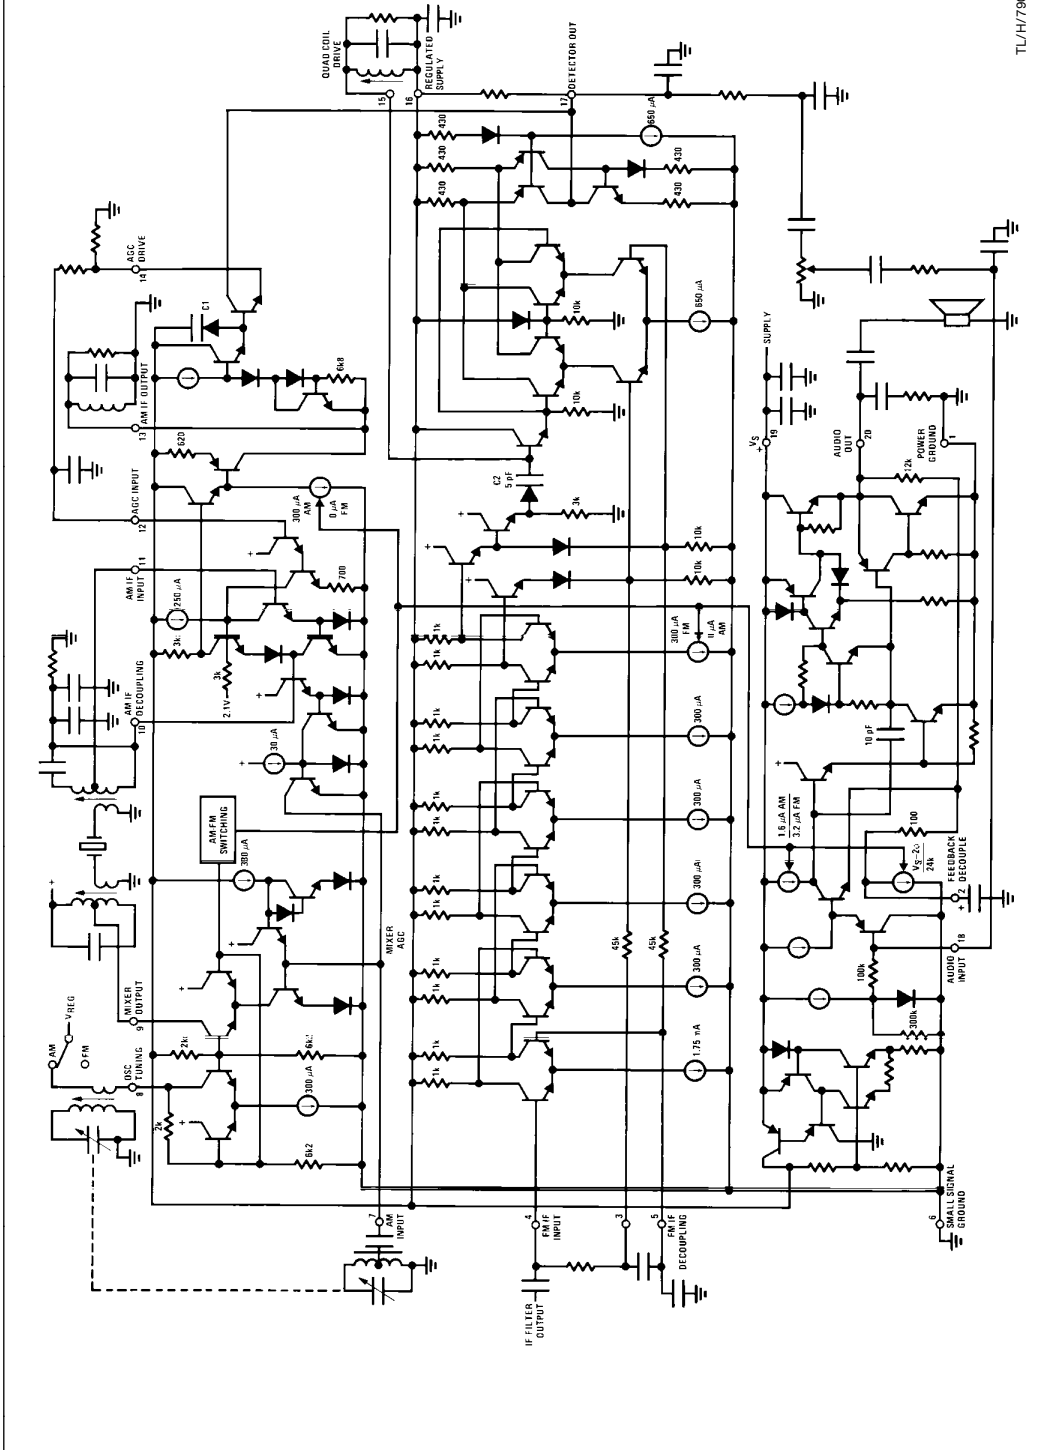 TL/H/790
QUAD COIL
DRIVE
15
16
REGULATED
SUPPLY
17
DETECTOR OUT
430
430
430
650 µA
430
430
AGC
DRIVE
14
C1
AM IF OUTPUT
13
6k8
620
AGC INPUT
12
300 µA
AM
0 µA
FM
AM IF
INPUT
11
250 µA
3k
3k
2.1V
700
AM IF
DECOUPLING
10
30 µA
AM-FM
SWITCHING
300 µA
MIXER
AGC
MIXER
OUTPUT
9
VREG
AM
FM
OSC
TUNING
8
2k
2k
6k2
300 µA
6k2
7
AM
INPUT
10k
10k
650 µA
C2
5 pF
3k
10k
10k
1k
1k
1k
1k
1k
1k
1k
1k
1k
1k
1k
1k
300 µA
FM
0 µA
AM
300 µA
300 µA
300 µA
300 µA
1.75 mA
45k
45k
4
FM IF
INPUT
3
5
FM IF
DECOUPLING
IF FILTER
OUTPUT
SUPPLY
VS
+
19
AUDIO
OUT
20
POWER
GROUND
1
12k
10 pF
1.6 µA AM
3.2 µA FM
100
24k
FEEDBACK
DECOUPLE
2
+
AUDIO
INPUT
18
100k
300k
SMALL SIGNAL
GROUND
6